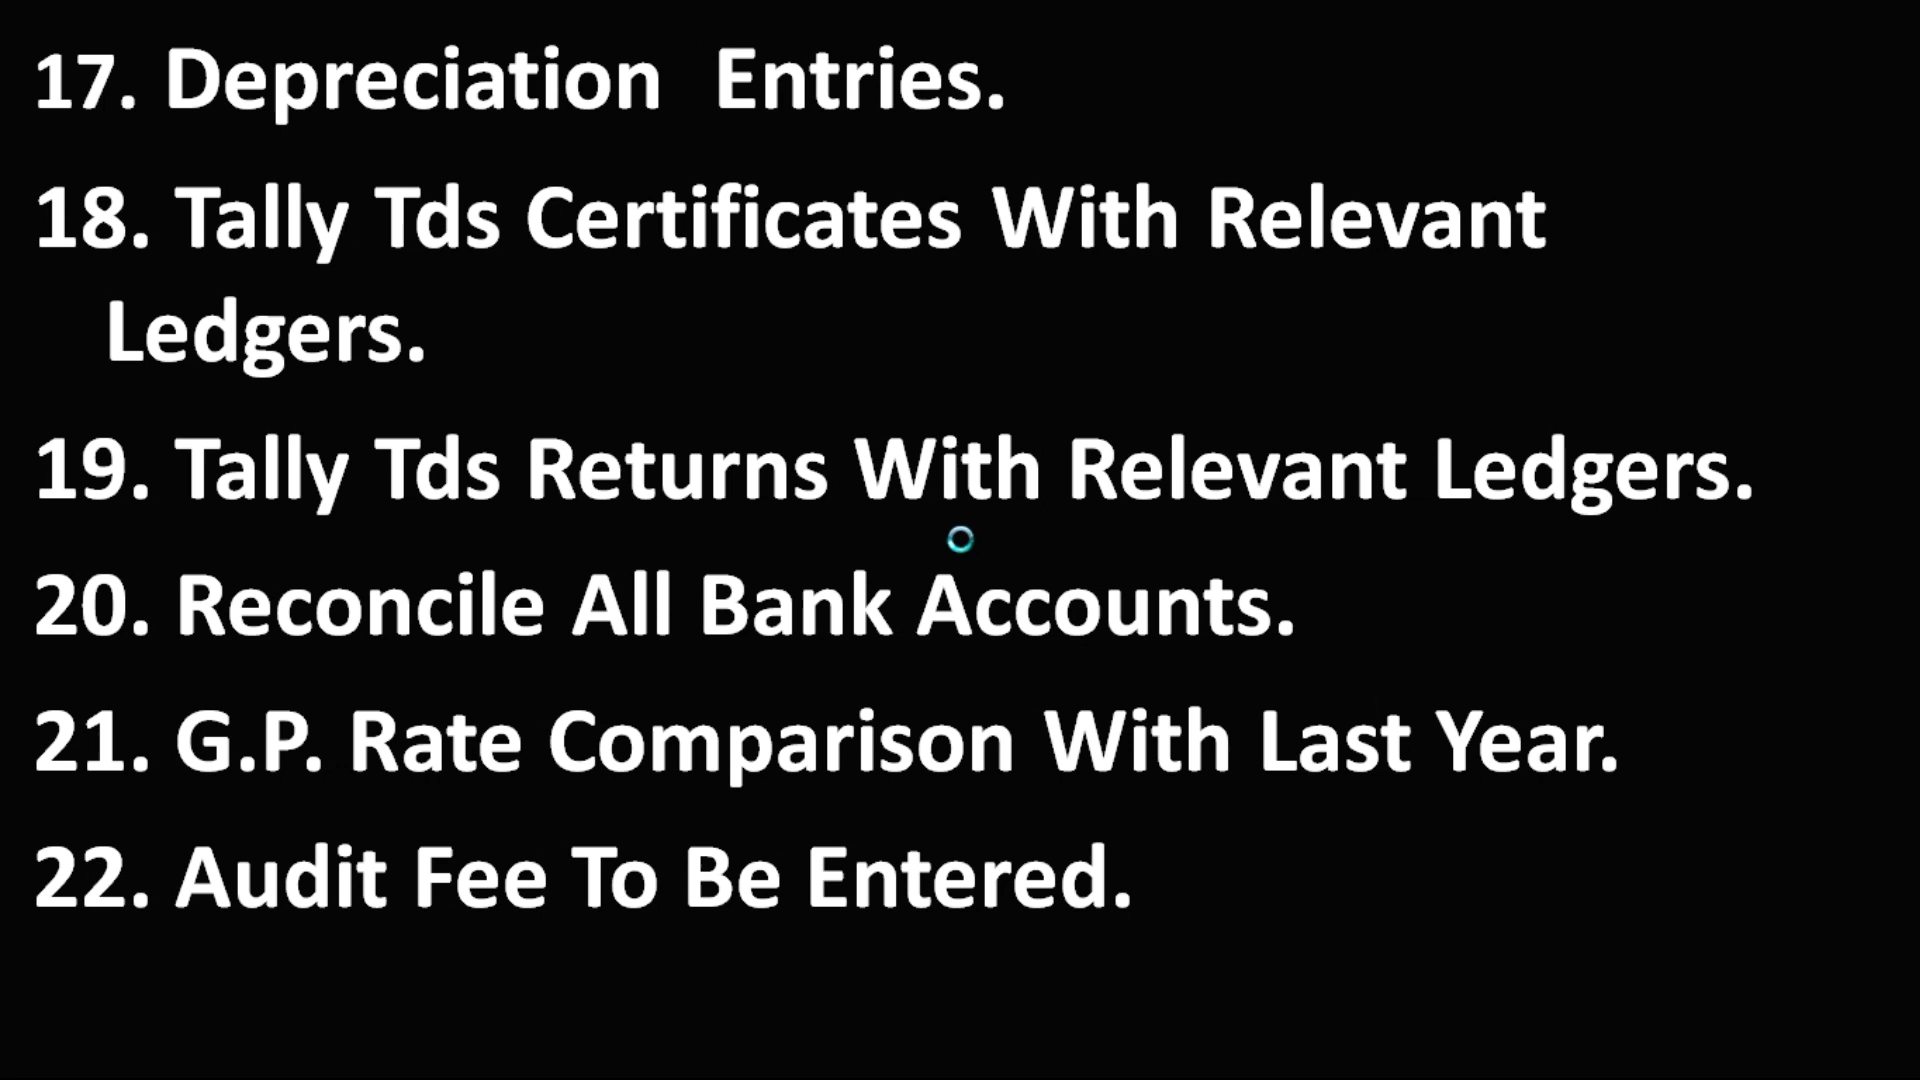 17. Depreciation  Entries.
18. Tally Tds Certificates With Relevant
Ledgers.
19. Tally Tds Returns With Relevant Ledgers.
20. Reconcile All Bank Accounts.
21. G.P. Rate Comparison With Last Year.
22. Audit Fee To Be Entered.